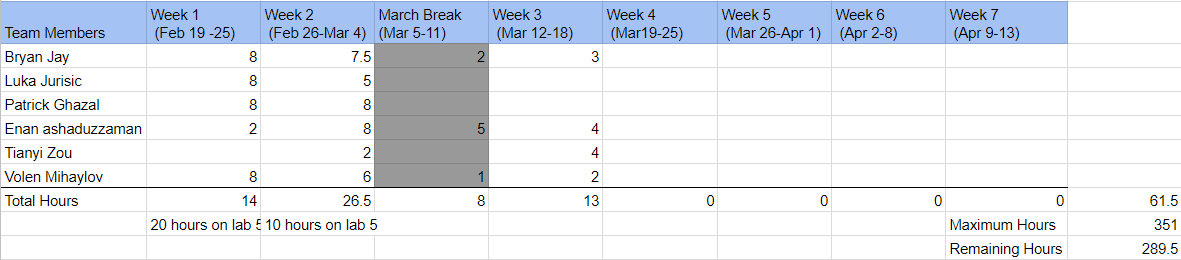 Team Members Week 1 (Feb 19 -25) Week 2 (Feb 26-Mar 4) March Break (Mar 5-11) Week 3 (Mar 12-18) Week 4 (Mar19-25) Week 5 (Mar 26-Apr 1) Week 6 (Apr 2-8) Week 7 (Apr 9-13)
Bryan Jay 8 7.5 2 3
Luka Jurisic 8 5
Patrick Ghazal 8 8
Enan ashaduzzaman 2 8 5 4
Tianyi Zou 2 4
Volen Mihaylov 8 6 1 2
Total Hours 14 26.5 8 13 0 0 0 0 61.5
20 hours on lab 5 10 hours on lab 5 Maximum Hours 351
Remaining Hours 289.5